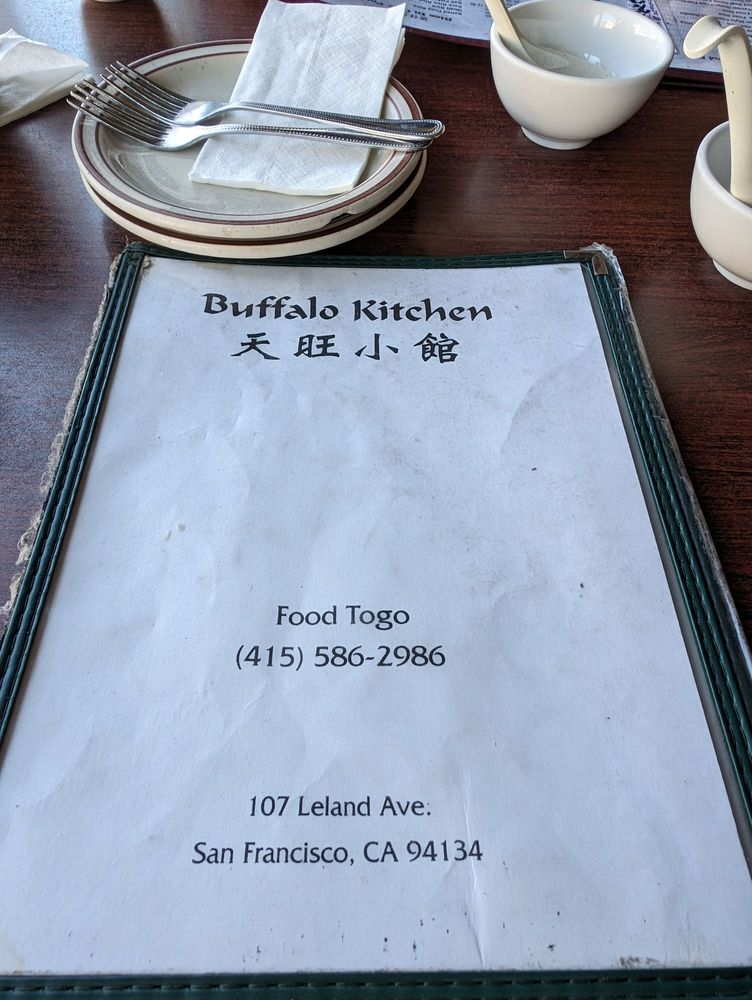 Buffalo Kitchen
天旺小館
Food Togo
(415) 586-2986
107 Leland Ave.
San Francisco, CA 94134